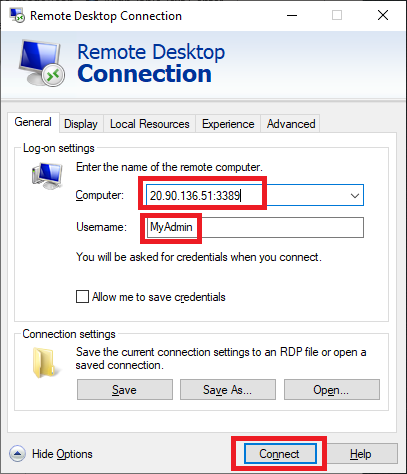 Remote Desktop Connection
Remote Desktop
Connection
General Display Local Resources Experience Advanced
Log-on settings
Enter the name of the remote computer.
Computer: 20.90.136.51:3389
Username: MyAdmin
You will be asked for credentials when you connect.
Allow me to save credentials
Connection settings
Save the current connection settings to an RDP file or open a
saved connection.
Save Save As... Open...
Hide Options Connect Help